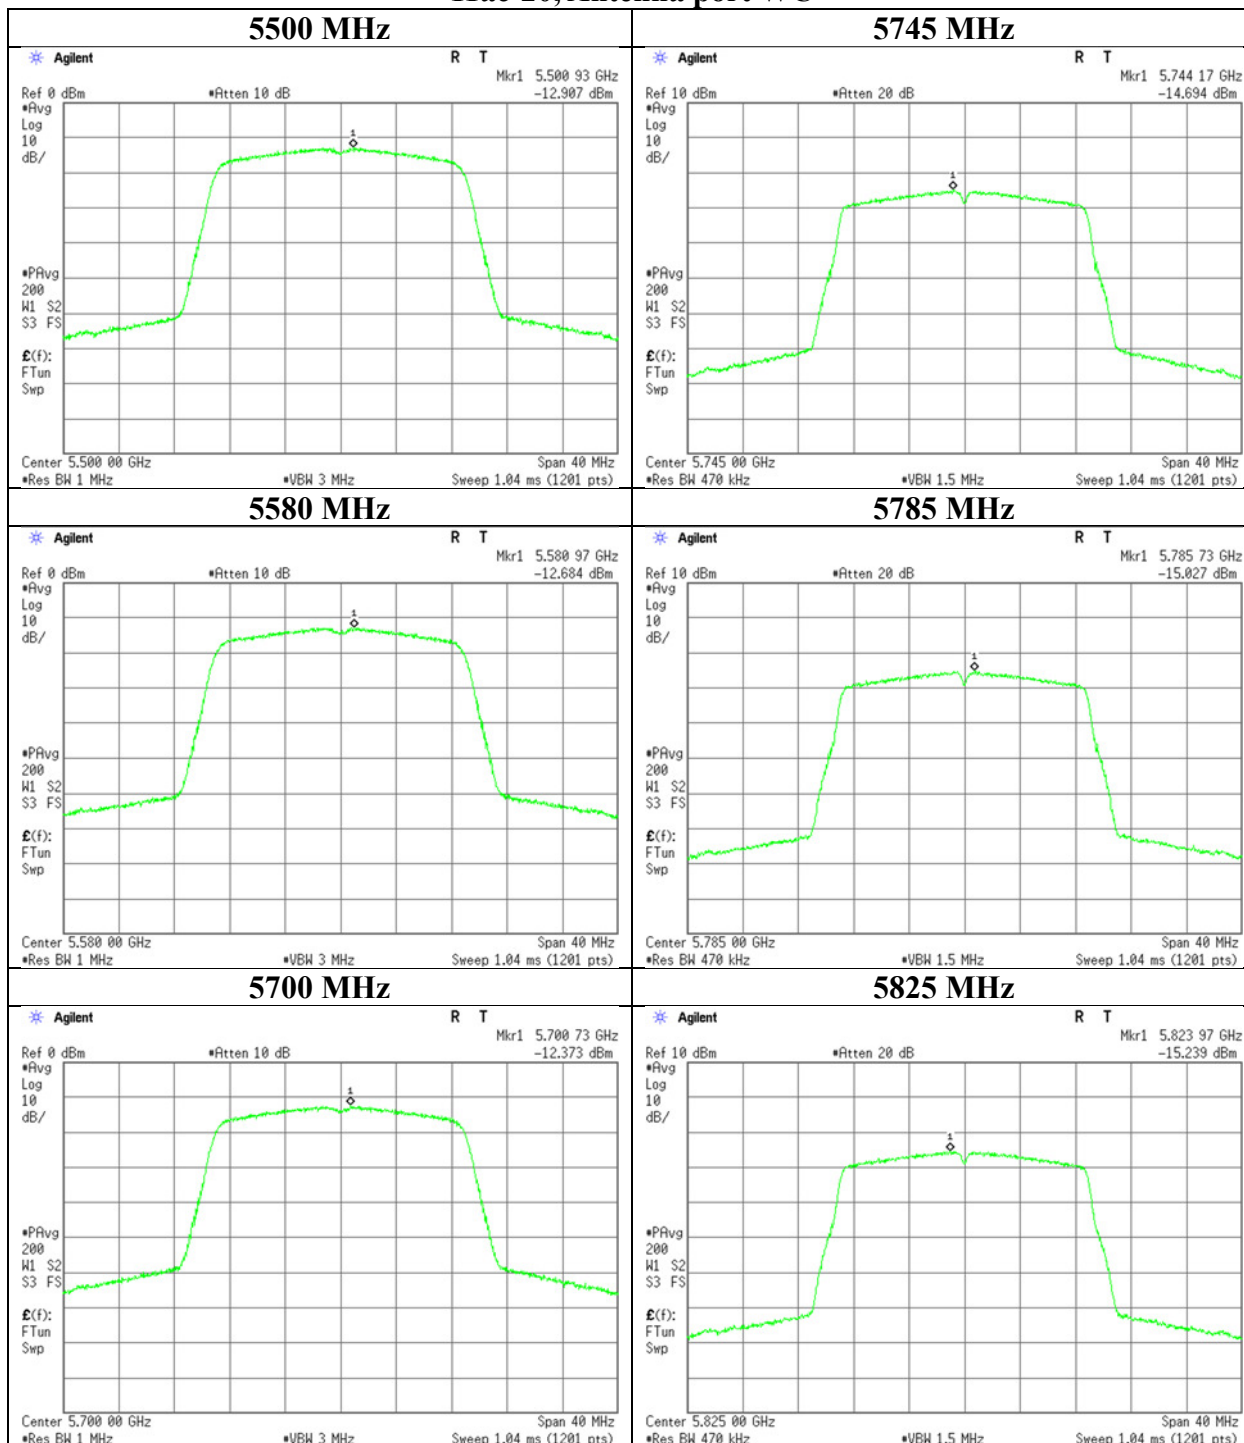 5500 MHz
Agilent R T
Mkr1 5.500 93 GHz
Ref 0 dBm #Atten 10 dB -12.907 dBm
#Avg
Log
10
dB/
1
#PAvg
200
W1 S2
S3 FS
£(f):
FTun
Swp
Center 5.500 00 GHz Span 40 MHz
#Res BW 1 MHz #VBW 3 MHz Sweep 1.04 ms (1201 pts)
5745 MHz
Agilent R T
Mkr1 5.744 17 GHz
Ref 10 dBm #Atten 20 dB -14.694 dBm
#Avg
Log
10
dB/
1
#PAvg
200
W1 S2
S3 FS
£(f):
FTun
Swp
Center 5.745 00 GHz Span 40 MHz
#Res BW 470 kHz #VBW 1.5 MHz Sweep 1.04 ms (1201 pts)
5580 MHz
Agilent R T
Mkr1 5.580 97 GHz
Ref 0 dBm #Atten 10 dB -12.684 dBm
#Avg
Log
10
dB/
1
#PAvg
200
W1 S2
S3 FS
£(f):
FTun
Swp
Center 5.580 00 GHz Span 40 MHz
#Res BW 1 MHz #VBW 3 MHz Sweep 1.04 ms (1201 pts)
5785 MHz
Agilent R T
Mkr1 5.785 73 GHz
Ref 10 dBm #Atten 20 dB -15.027 dBm
#Avg
Log
10
dB/
1
#PAvg
200
W1 S2
S3 FS
£(f):
FTun
Swp
Center 5.785 00 GHz Span 40 MHz
#Res BW 470 kHz #VBW 1.5 MHz Sweep 1.04 ms (1201 pts)
5700 MHz
Agilent R T
Mkr1 5.700 73 GHz
Ref 0 dBm #Atten 10 dB -12.373 dBm
#Avg
Log
10
dB/
1
#PAvg
200
W1 S2
S3 FS
£(f):
FTun
Swp
Center 5.700 00 GHz Span 40 MHz
#Res BW 1 MHz #VBW 3 MHz Sweep 1.04 ms (1201 pts)
5825 MHz
Agilent R T
Mkr1 5.823 97 GHz
Ref 10 dBm #Atten 20 dB -15.239 dBm
#Avg
Log
10
dB/
1
#PAvg
200
W1 S2
S3 FS
£(f):
FTun
Swp
Center 5.825 00 GHz Span 40 MHz
#Res BW 470 kHz #VBW 1.5 MHz Sweep 1.04 ms (1201 pts)